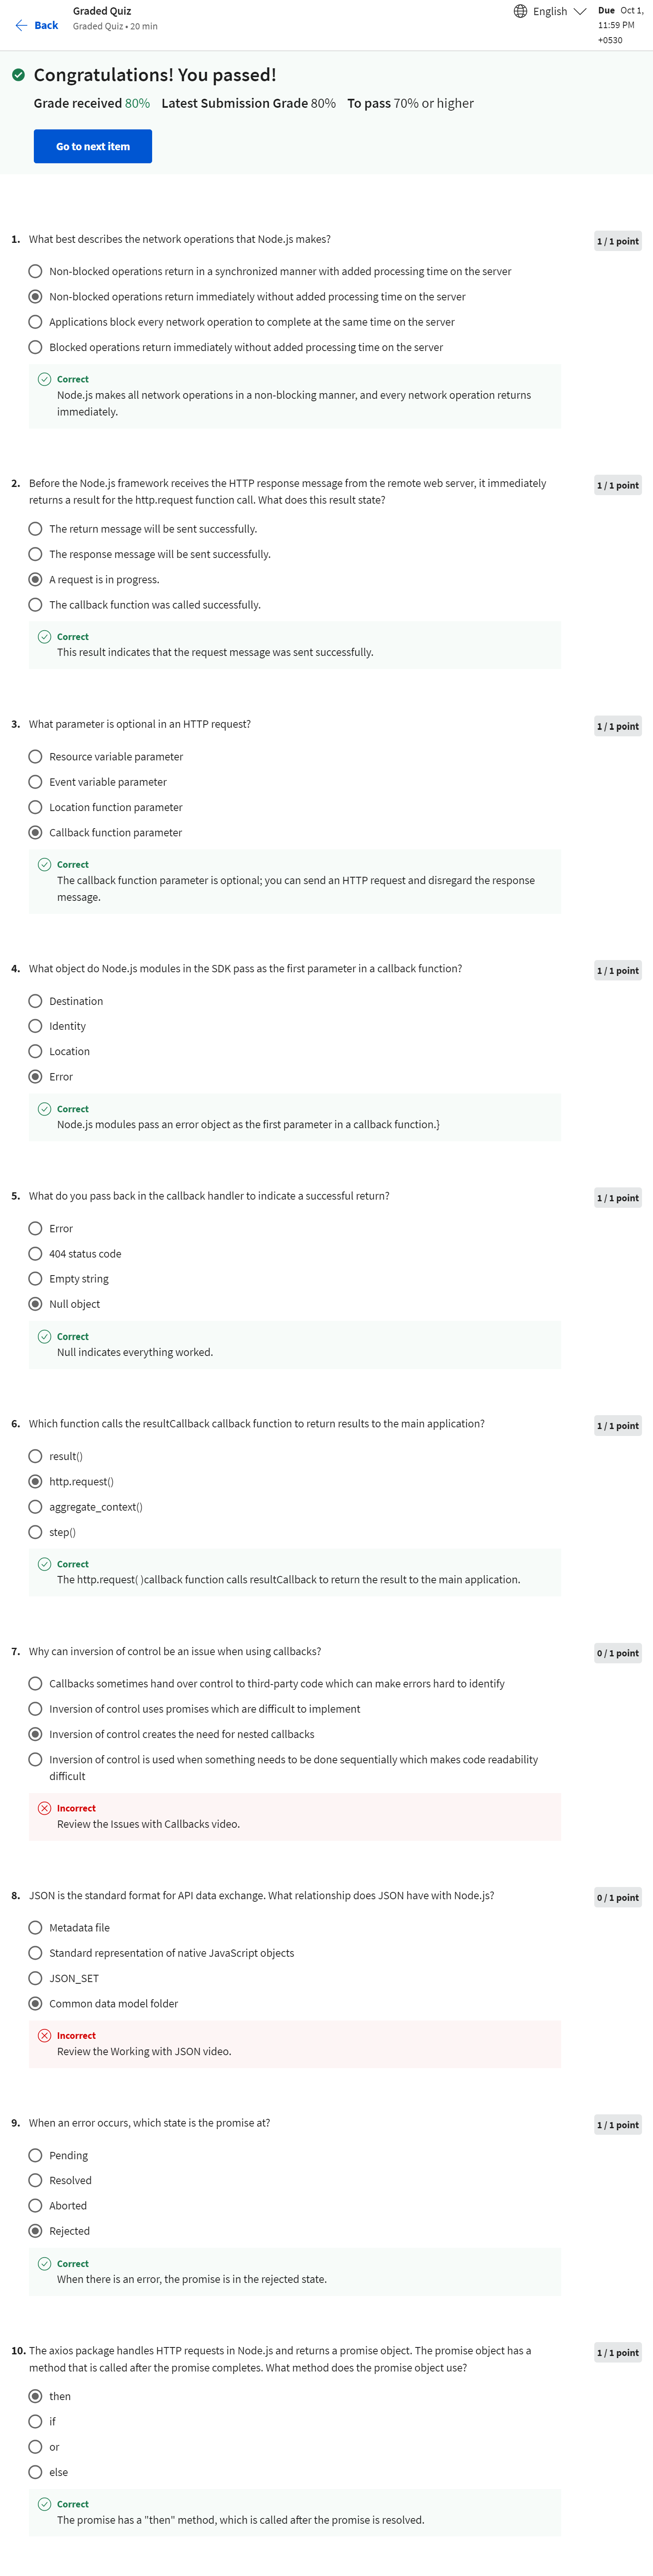 Back
Graded Quiz
Graded Quiz • 20 min
English
Due Oct 1,
11:59 PM
+0530
Congratulations! You passed!
Grade received 80% Latest Submission Grade 80% To pass 70% or higher
Go to next item
1. What best describes the network operations that Node.js makes?
1 / 1 point
Non-blocked operations return in a synchronized manner with added processing time on the server
Non-blocked operations return immediately without added processing time on the server
Applications block every network operation to complete at the same time on the server
Blocked operations return immediately without added processing time on the server
Correct
Node.js makes all network operations in a non-blocking manner, and every network operation returns
immediately.
2. Before the Node.js framework receives the HTTP response message from the remote web server, it immediately
returns a result for the http.request function call. What does this result state?
1 / 1 point
The return message will be sent successfully.
The response message will be sent successfully.
A request is in progress.
The callback function was called successfully.
Correct
This result indicates that the request message was sent successfully.
3. What parameter is optional in an HTTP request?
1 / 1 point
Resource variable parameter
Event variable parameter
Location function parameter
Callback function parameter
Correct
The callback function parameter is optional; you can send an HTTP request and disregard the response
message.
4. What object do Node.js modules in the SDK pass as the first parameter in a callback function?
1 / 1 point
Destination
Identity
Location
Error
Correct
Node.js modules pass an error object as the first parameter in a callback function.}
5. What do you pass back in the callback handler to indicate a successful return?
1 / 1 point
Error
404 status code
Empty string
Null object
Correct
Null indicates everything worked.
6. Which function calls the resultCallback callback function to return results to the main application?
1 / 1 point
result()
http.request()
aggregate_context()
step()
Correct
The http.request( )callback function calls resultCallback to return the result to the main application.
7. Why can inversion of control be an issue when using callbacks?
0 / 1 point
Callbacks sometimes hand over control to third-party code which can make errors hard to identify
Inversion of control uses promises which are difficult to implement
Inversion of control creates the need for nested callbacks
Inversion of control is used when something needs to be done sequentially which makes code readability
difficult
Incorrect
Review the Issues with Callbacks video.
8. JSON is the standard format for API data exchange. What relationship does JSON have with Node.js?
0 / 1 point
Metadata file
Standard representation of native JavaScript objects
JSON_SET
Common data model folder
Incorrect
Review the Working with JSON video.
9. When an error occurs, which state is the promise at?
1 / 1 point
Pending
Resolved
Aborted
Rejected
Correct
When there is an error, the promise is in the rejected state.
10. The axios package handles HTTP requests in Node.js and returns a promise object. The promise object has a
method that is called after the promise completes. What method does the promise object use?
1 / 1 point
then
if
or
else
Correct
The promise has a "then" method, which is called after the promise is resolved.